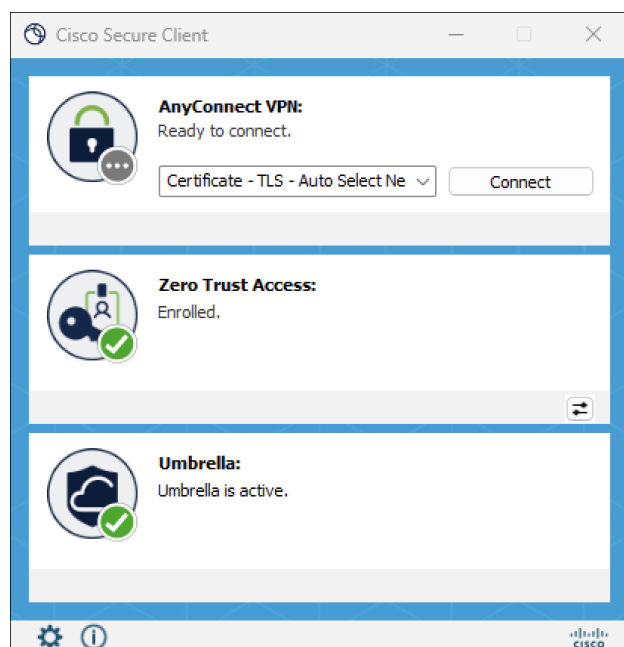 Cisco Secure Client
AnyConnect VPN:
Ready to connect.
Certificate - TLS - Auto Select Ne
Connect
Zero Trust Access:
Enrolled.
Umbrella:
Umbrella is active.
CISCO